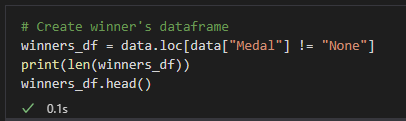 # Create winner's dataframe
winners_df = data.loc[data["Medal"] != "None"]
print(len(winners_df))
winners_df.head()
✓ 0.1s